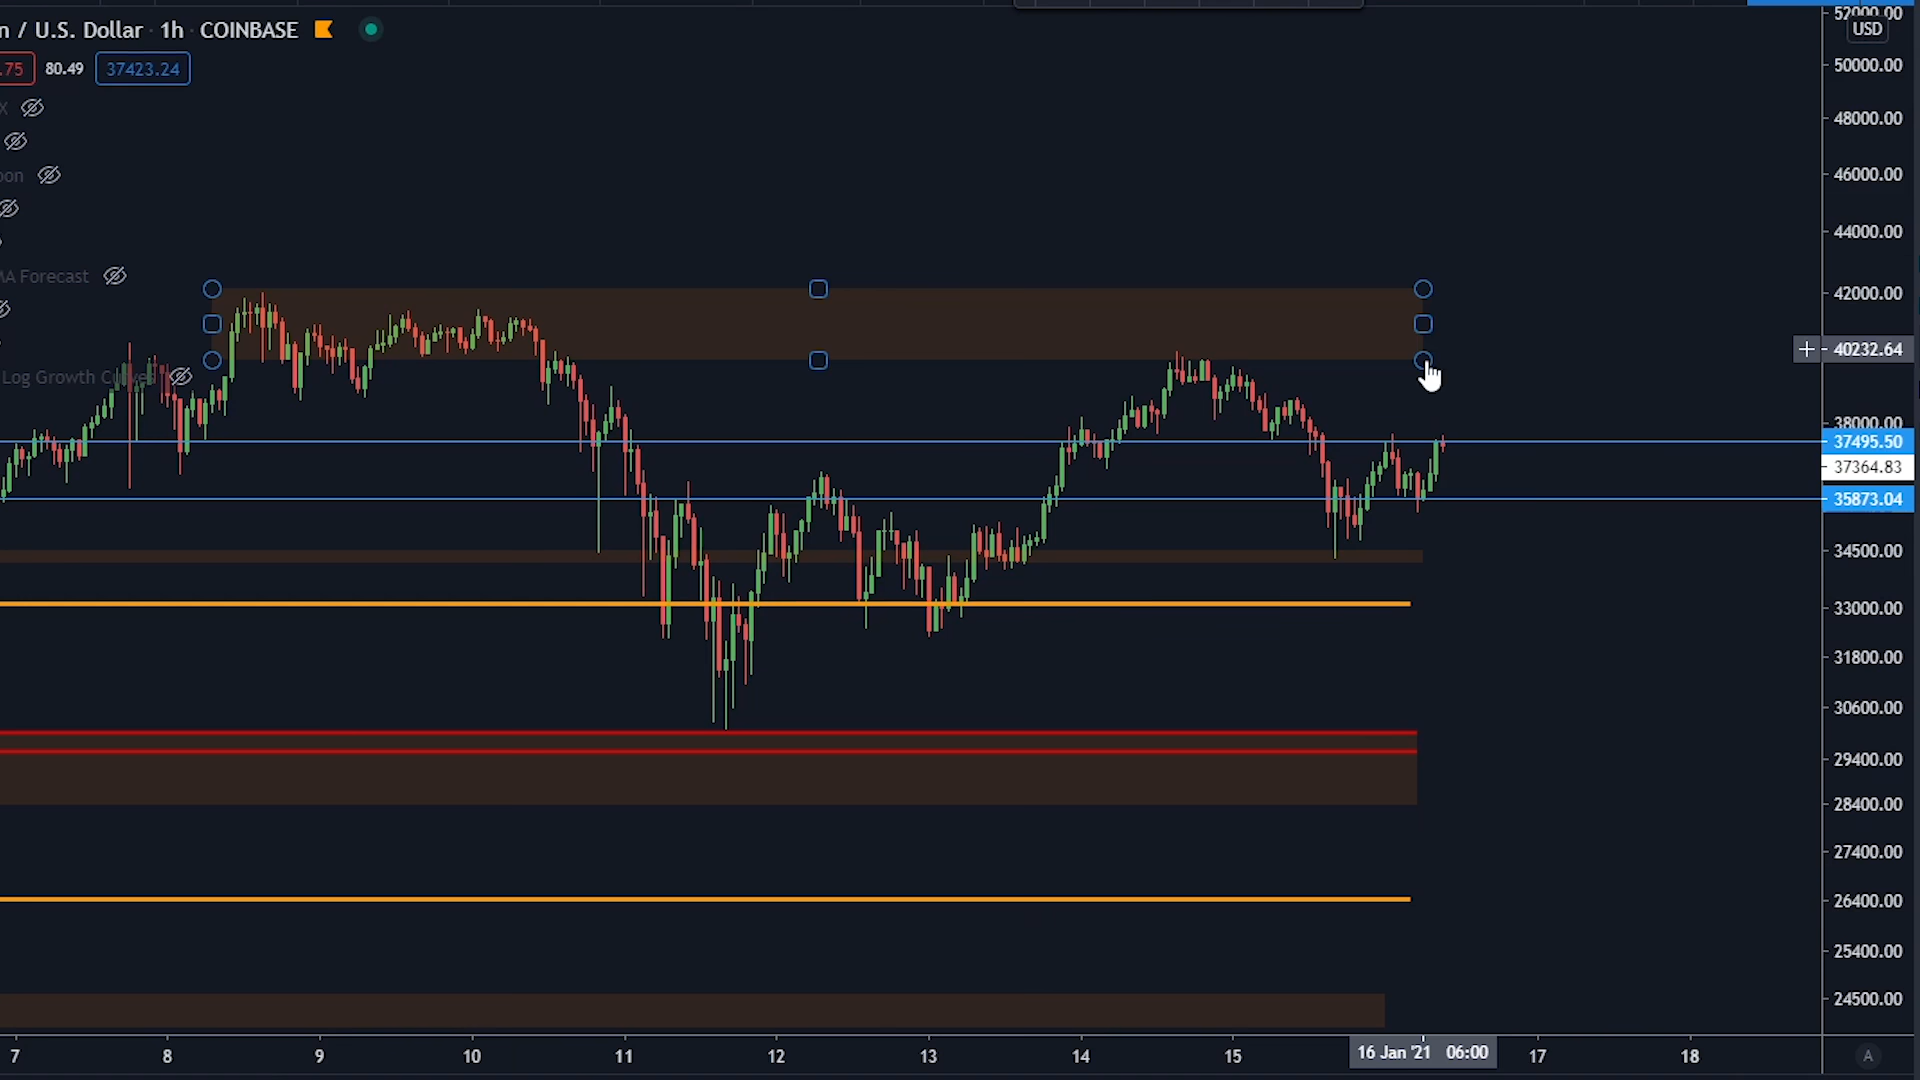 n / U.S. Dollar · 1h · COINBASE
.75 80.49 37423.24
X
oon
MA Forecast
Log Growth Curves
52000.00
USD
50000.00
48000.00
46000.00
44000.00
42000.00
40232.64
38000.00
37495.50
37364.83
35873.04
34500.00
33000.00
31800.00
30600.00
29400.00
28400.00
27400.00
26400.00
25400.00
24500.00
7 8 9 10 11 12 13 14 15 16 Jan '21 06:00 17 18 A